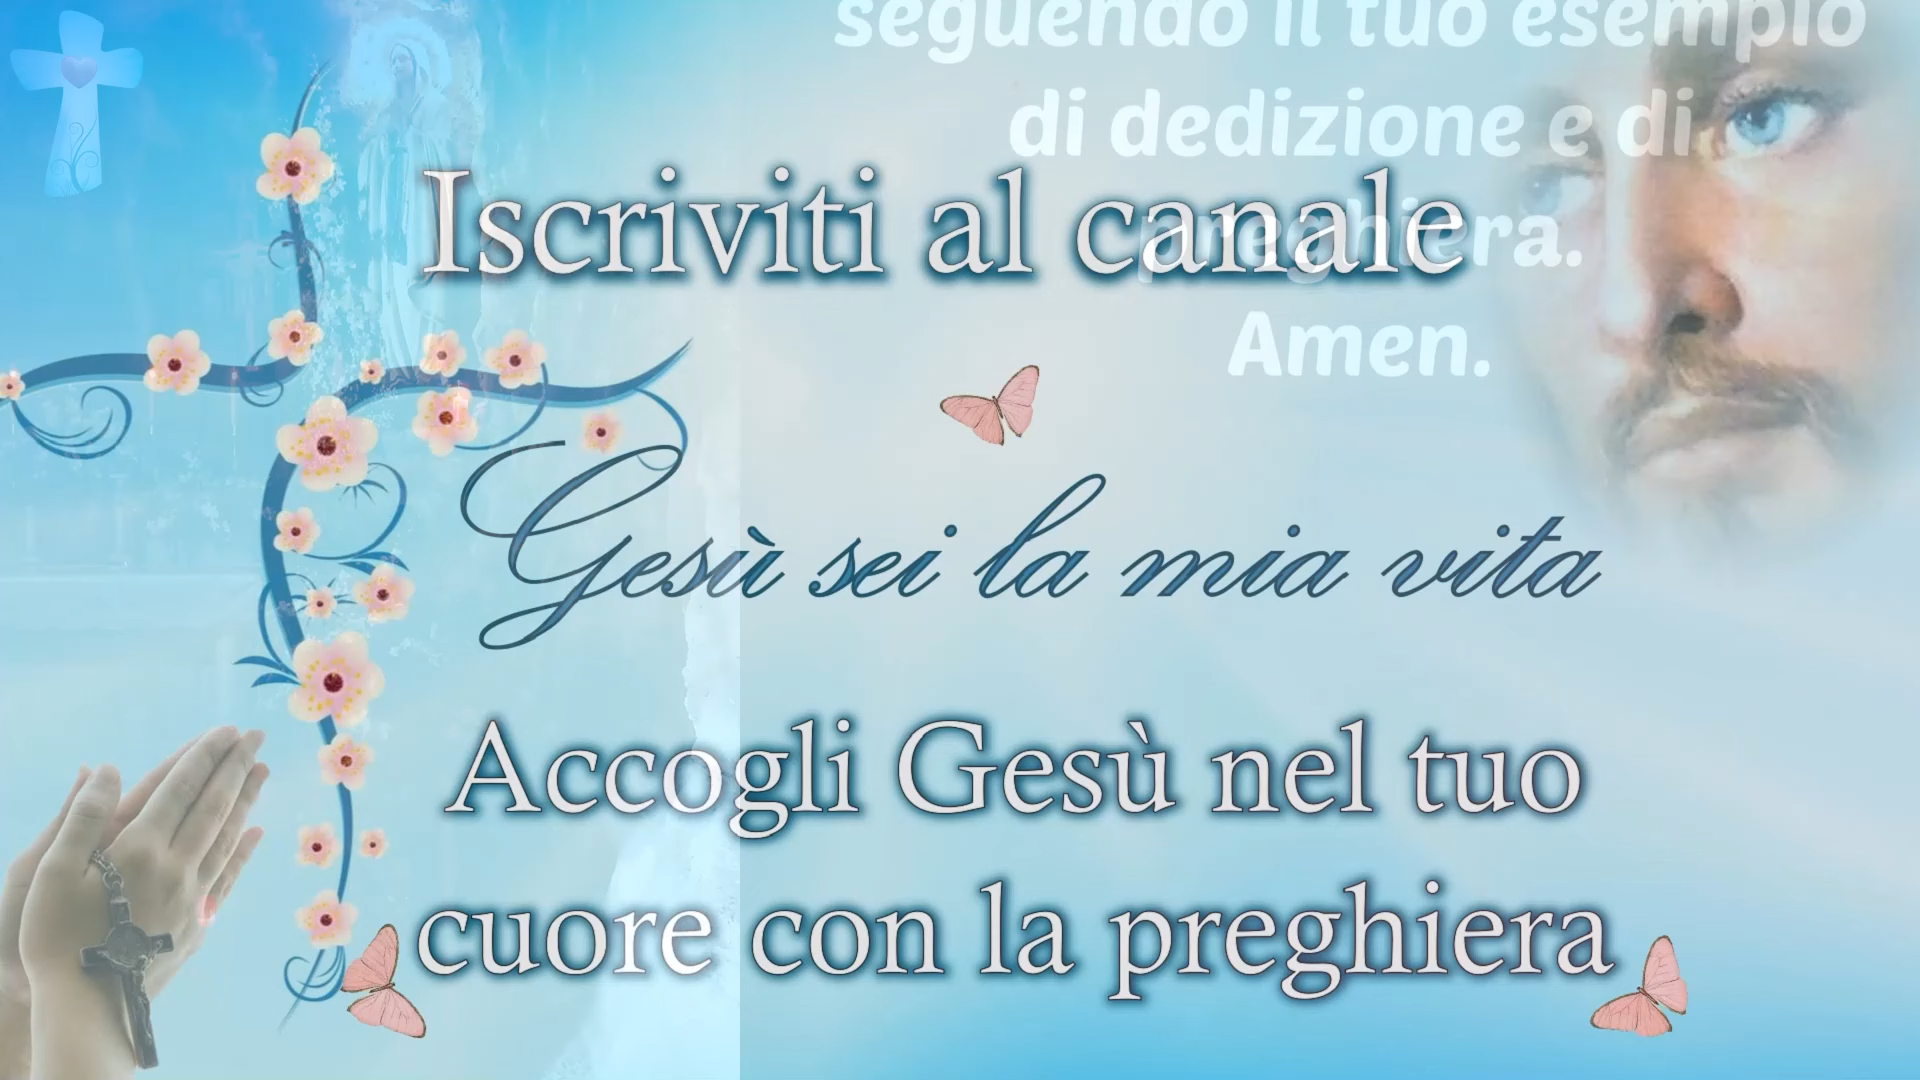 seguendo il tuo esempio
di dedizione e di
preghiera.
Amen.
Iscriviti al canale
Gesù sei la mia vita
Accogli Gesù nel tuo
cuore con la preghiera